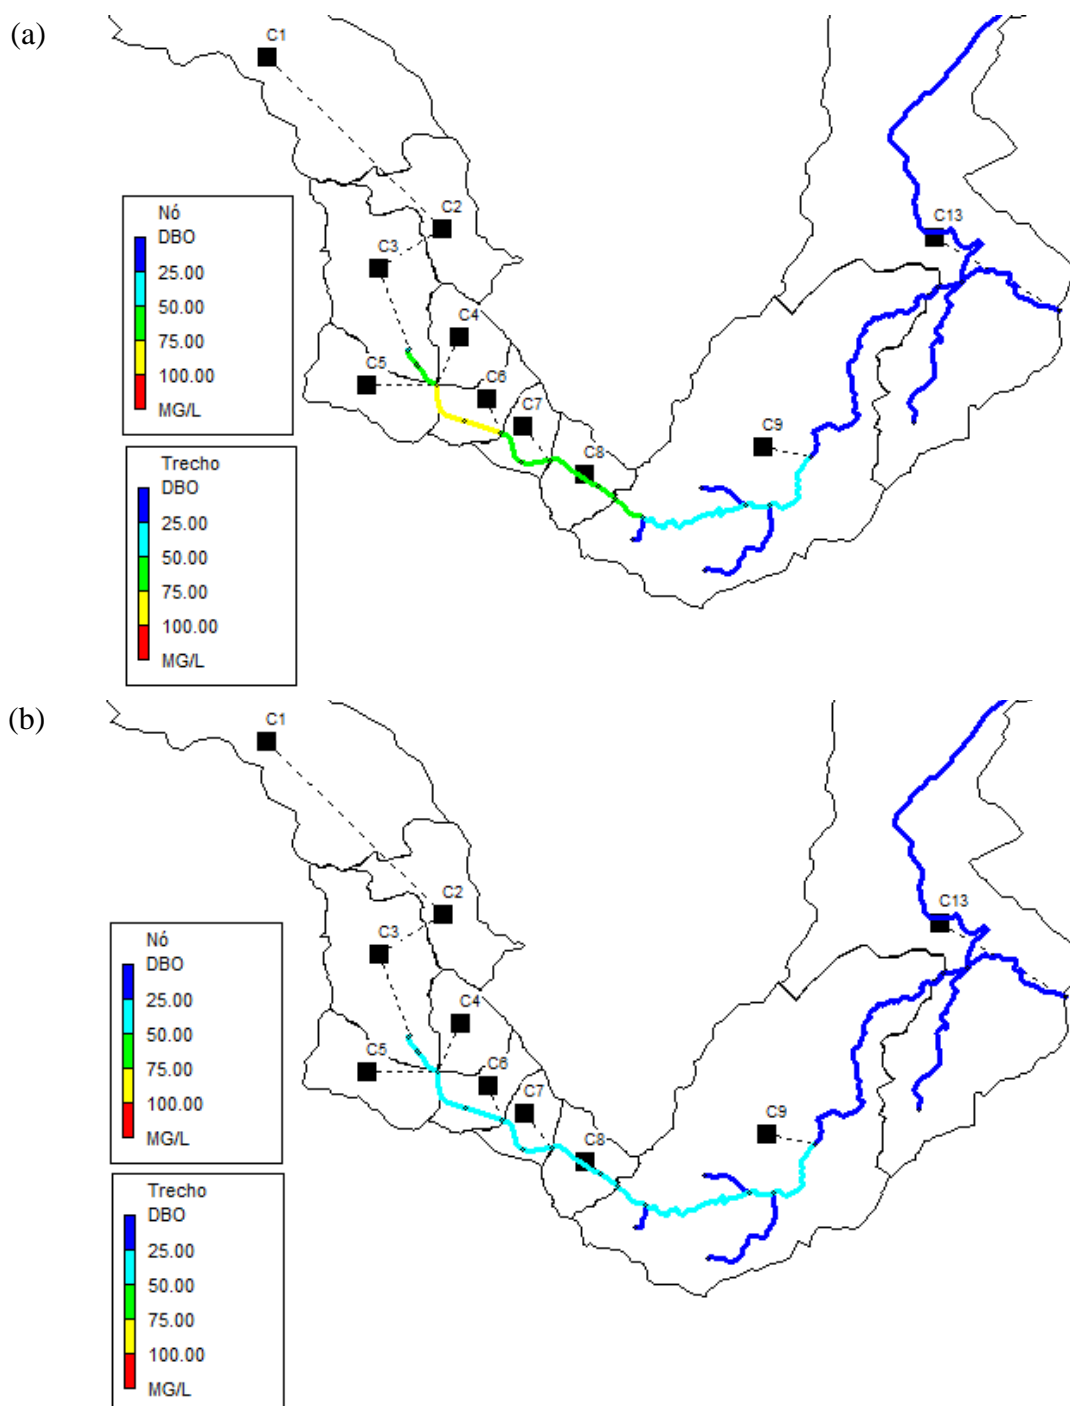 (a)
C1
C2
C3
C13
C4
C5
C6
C7
C8
C9
Nó
DBO
25.00
50.00
75.00
100.00
MG/L
Trecho
DBO
25.00
50.00
75.00
100.00
MG/L
(b)
C1
C2
C3
C13
C4
C5
C6
C7
C8
C9
Nó
DBO
25.00
50.00
75.00
100.00
MG/L
Trecho
DBO
25.00
50.00
75.00
100.00
MG/L